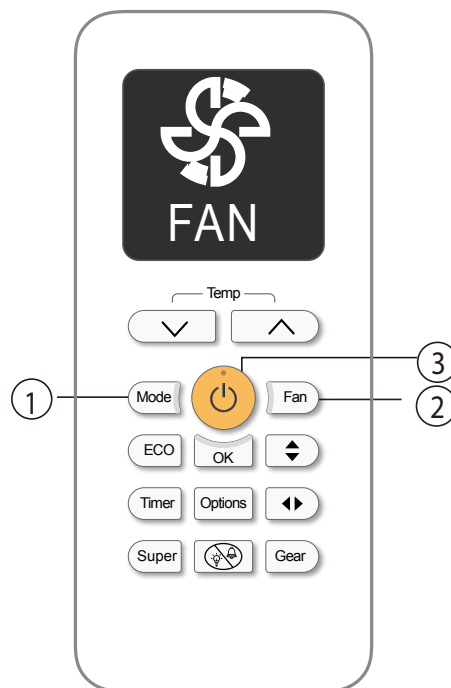 FAN
Temp
3
1
Mode
Fan
2
ECO
OK
Timer
Options
Super
Gear